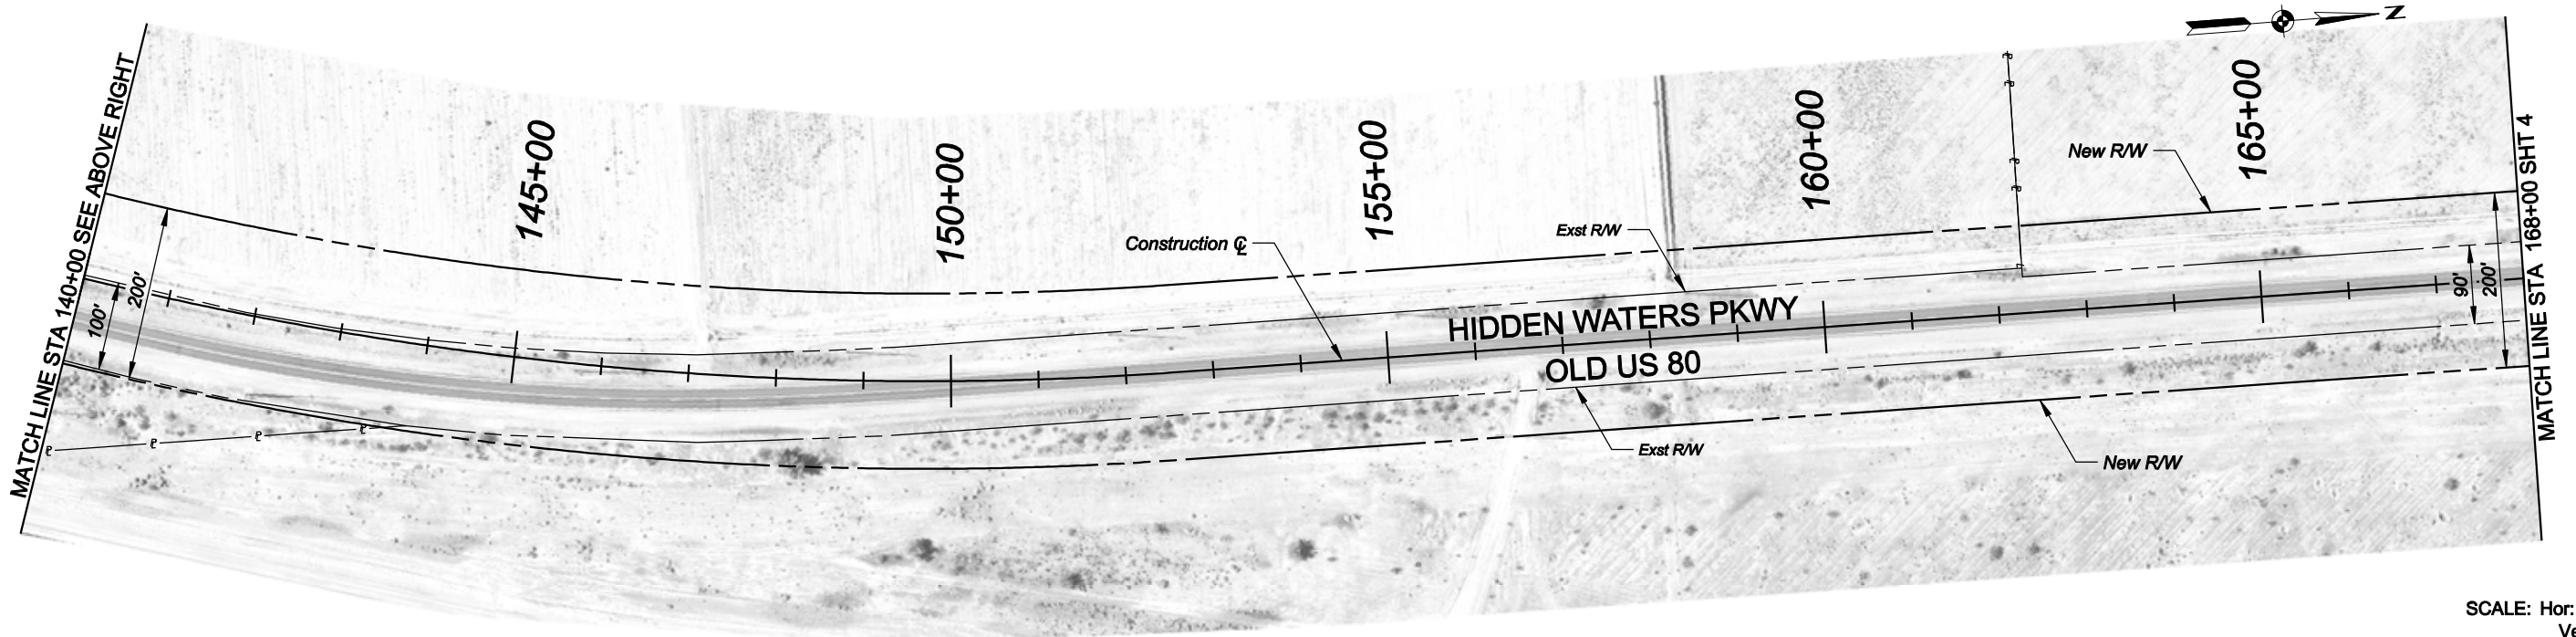 N
MATCH LINE STA 140+00 SEE ABOVE RIGHT
100'
200'
145+00
150+00
155+00
160+00
165+00
Construction ℄
Exst R/W
New R/W
HIDDEN WATERS PKWY
OLD US 80
Exst R/W
New R/W
90'
200'
MATCH LINE STA 168+00 SHT 4
SCALE: Hor: